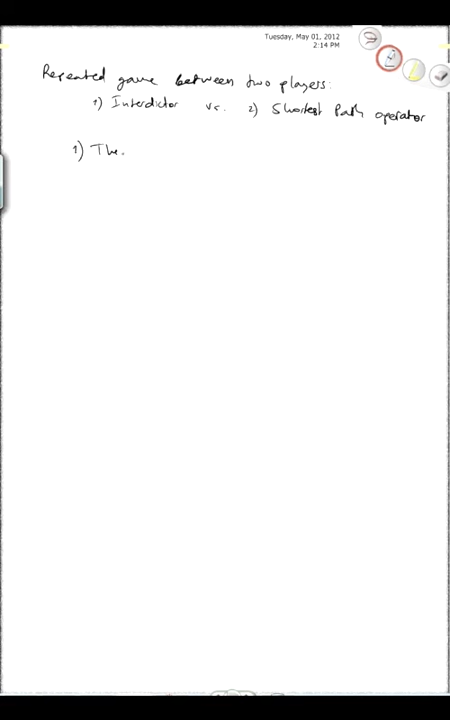 Tuesday, May 01, 2012
2:14 PM
Repeated game between two players:
1) Interdictor vs. 2) Shortest Path operator
1) The.